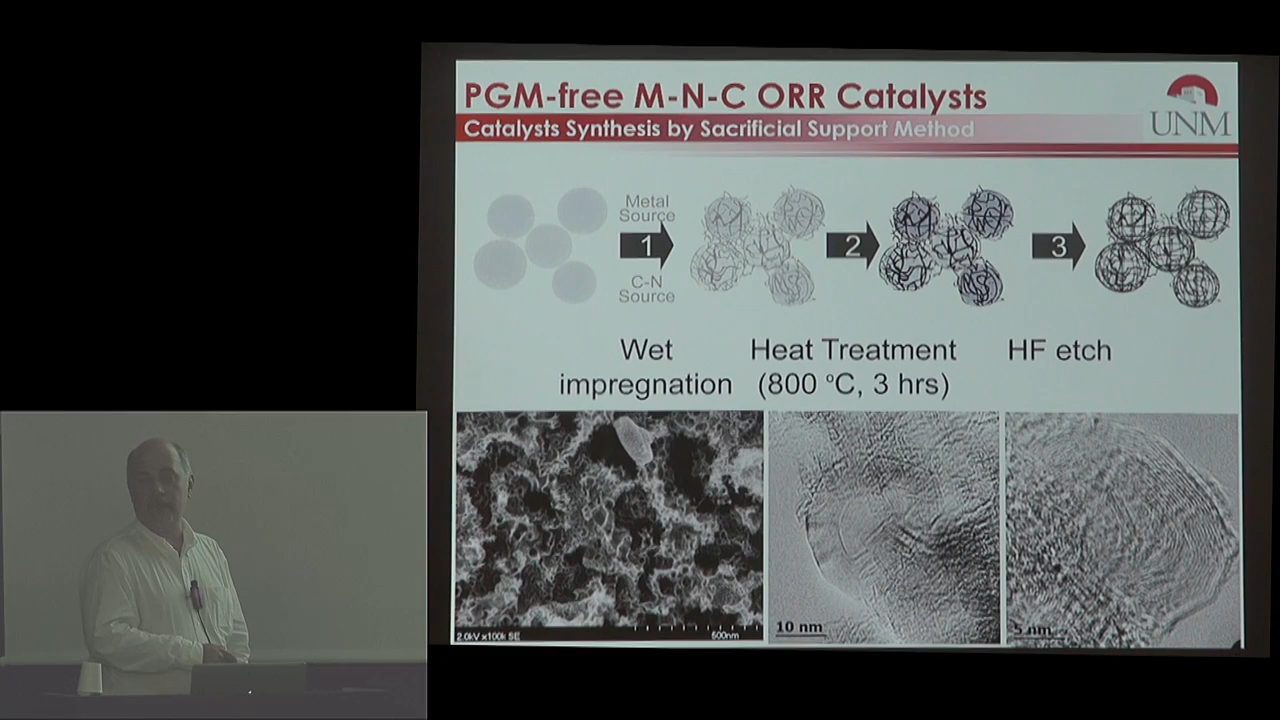 PGM-free M-N-C ORR Catalysts
Catalysts Synthesis by Sacrificial Support Method
UNM
Metal
Source
1
2
3
C-N
Source
Wet
impregnation
Heat Treatment
(800 °C, 3 hrs)
HF etch
2.0kV x100k SE
500nm
10 nm
5 nm